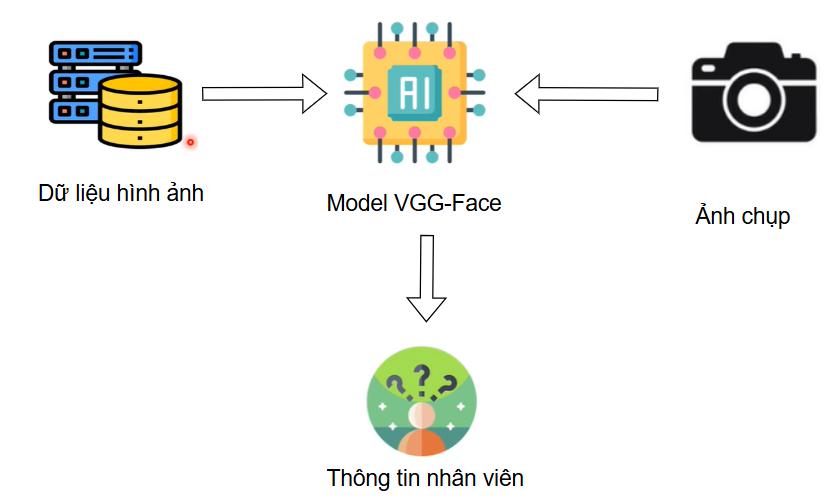 AI
Dữ liệu hình ảnh
Model VGG-Face
Ảnh chụp
???
Thông tin nhân viên